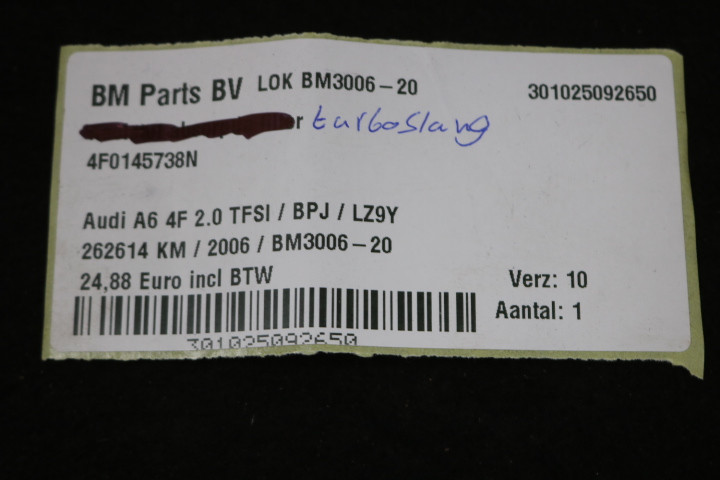 BM Parts BV LOK BM3006-20 301025092650
turboslang
4F0145738N
Audi A6 4F 2.0 TFSI / BPJ / LZ9Y
262614 KM / 2006 / BM3006-20
24,88 Euro incl BTW Verz: 10
Aantal: 1
301025092650